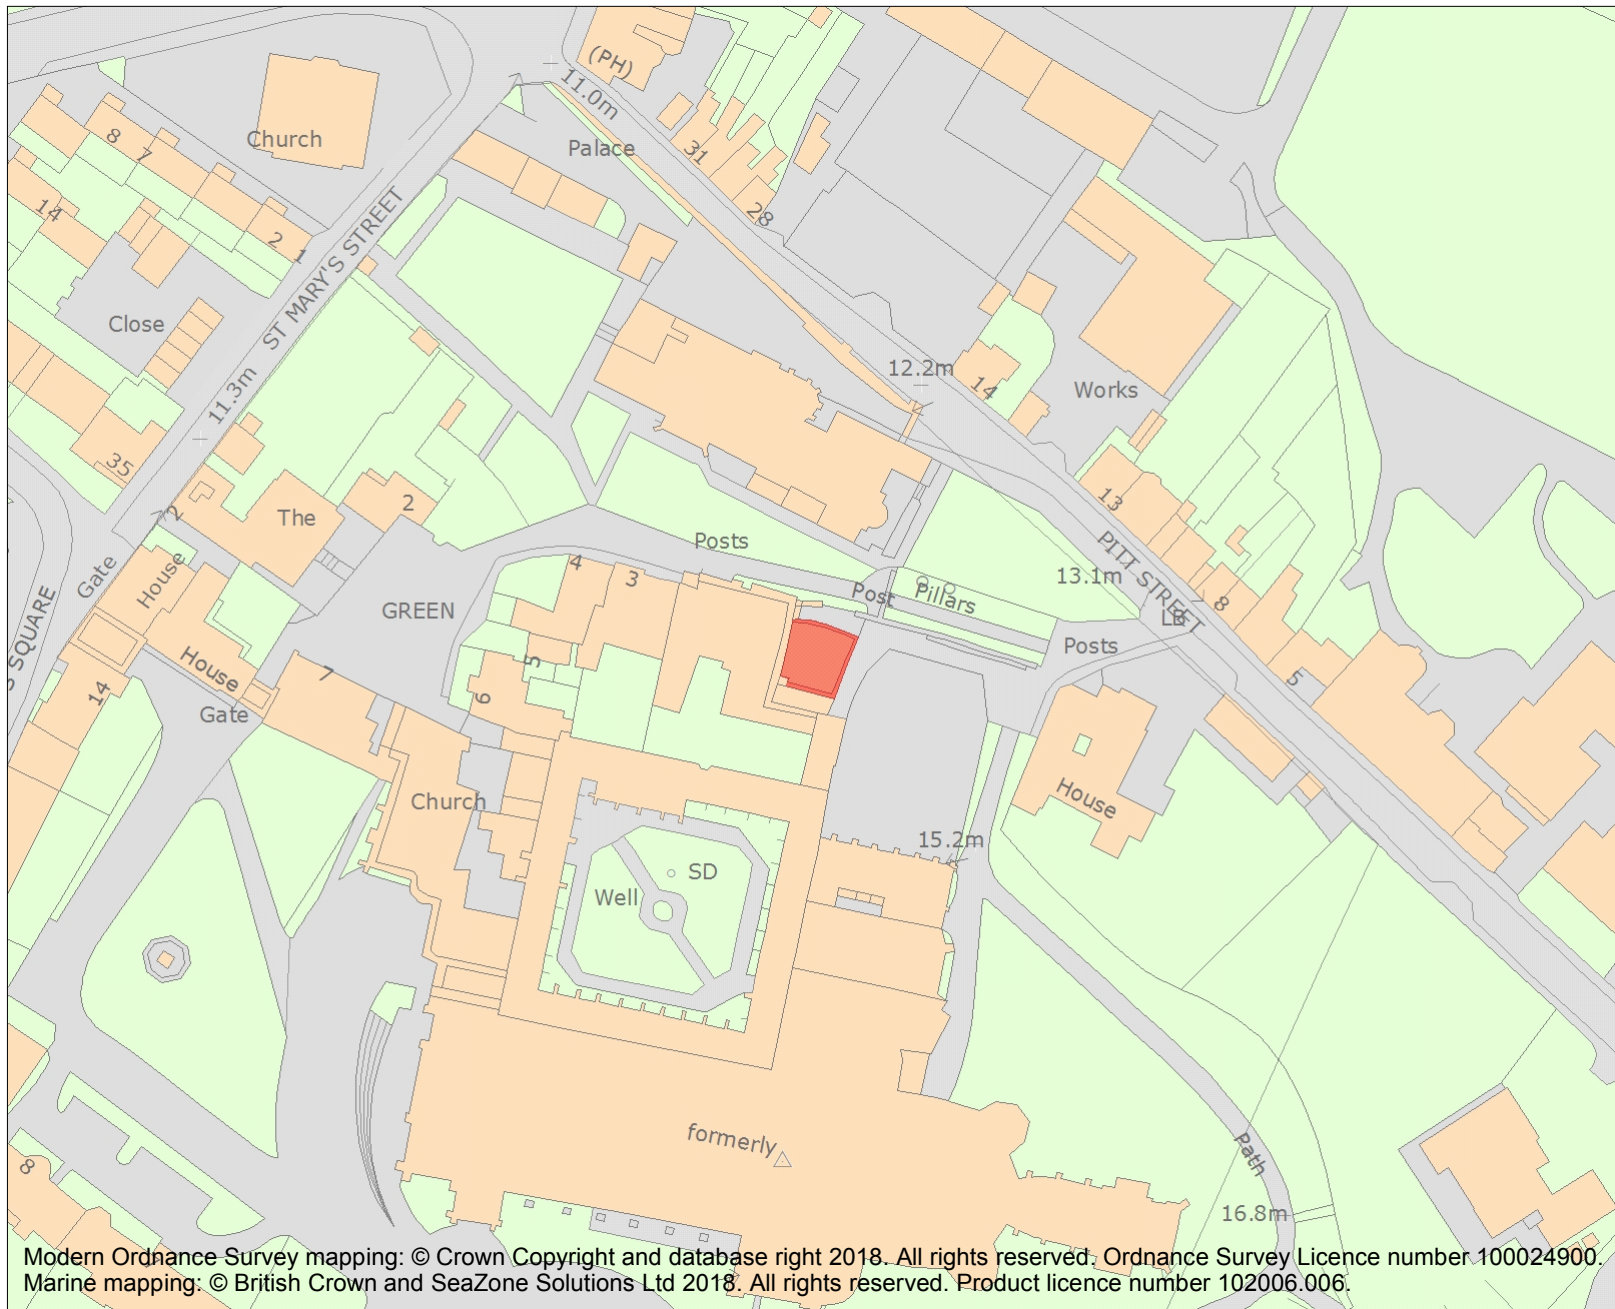 (PH)
11.0m
Church
Palace
8
7
31
14
28
2
1
ST MARY'S STREET
Close
12.2m
14
Works
11.3m
35
13
The
2
2
Posts
PITT STREET
Gate
House
4
3
13.1m
Post
Pillars
8
GREEN
LB
S SQUARE
Posts
5
House
7
5
14
6
Gate
House
Church
15.2m
SD
Well
formerly
Path
8
16.8m
Modern Ordnance Survey mapping: © Crown Copyright and database right 2018. All rights reserved. Ordnance Survey Licence number 100024900.
Marine mapping: © British Crown and SeaZone Solutions Ltd 2018. All rights reserved. Product licence number 102006.006.